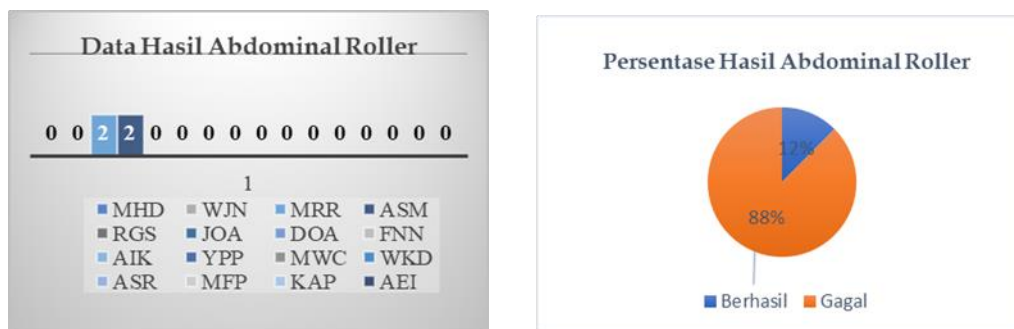 Data Hasil Abdominal Roller
0 0 2 2 0 0 0 0 0 0 0 0 0 0 0 0
1
MHD WJN MRR ASM
RGS JOA DOA FNN
AIK YPP MWC WKD
ASR MFP KAP AEI
Persentase Hasil Abdominal Roller
12%
88%
Berhasil Gagal